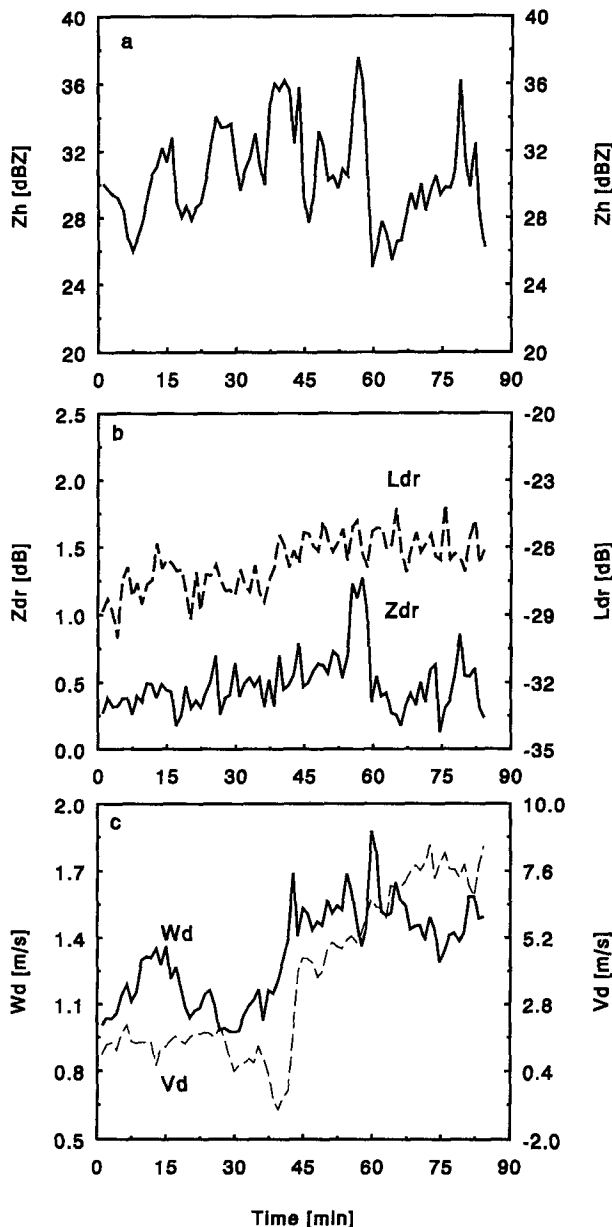 a
40
36
32
28
24
20
Zh [dBZ]
40
36
32
28
24
20
Zh [dBZ]
0 15 30 45 60 75 90
b
2.5
2.0
1.5
1.0
0.5
0.0
Zdr [dB]
Ldr
Zdr
-20
-23
-26
-29
-32
-35
Ldr [dB]
0 15 30 45 60 75 90
c
2.0
1.7
1.4
1.1
0.8
0.5
Wd [m/s]
Wd
Vd
10.0
7.6
5.2
2.8
0.4
-2.0
Vd [m/s]
0 15 30 45 60 75 90
Time [min]